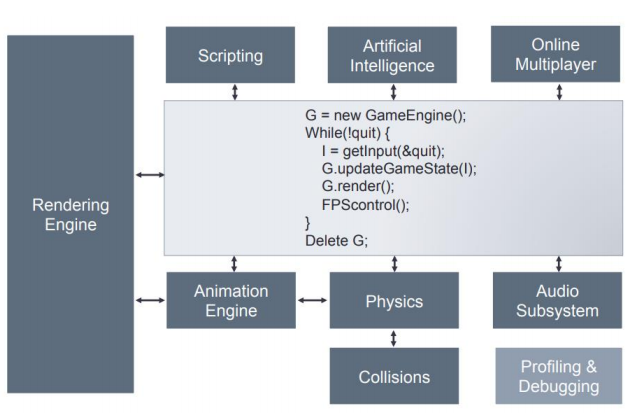 Scripting
Artificial
Intelligence
Online
Multiplayer
G = new GameEngine();
While(!quit) {
I = getInput(&quit);
G.updateGameState(I);
G.render();
FPScontrol();
}
Delete G;
Rendering
Engine
Animation
Engine
Physics
Audio
Subsystem
Collisions
Profiling &
Debugging